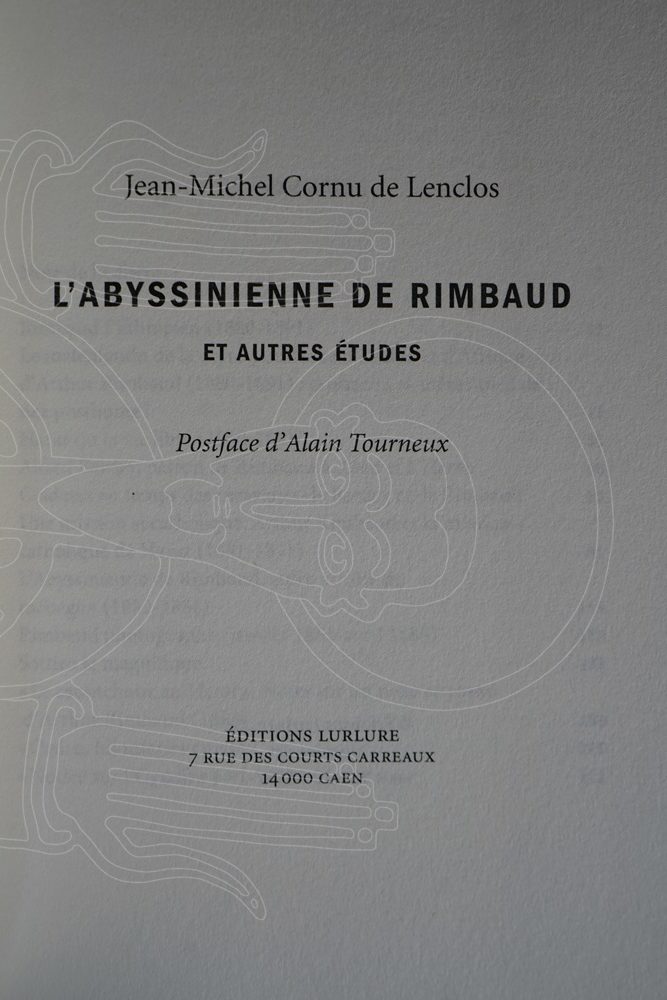 Jean-Michel Cornu de Lenclos
L'ABYSSINIENNE DE RIMBAUD
ET AUTRES ÉTUDES
Postface d'Alain Tourneux
ÉDITIONS LURLURE
7 RUE DES COURTS CARREAUX
14000 CAEN